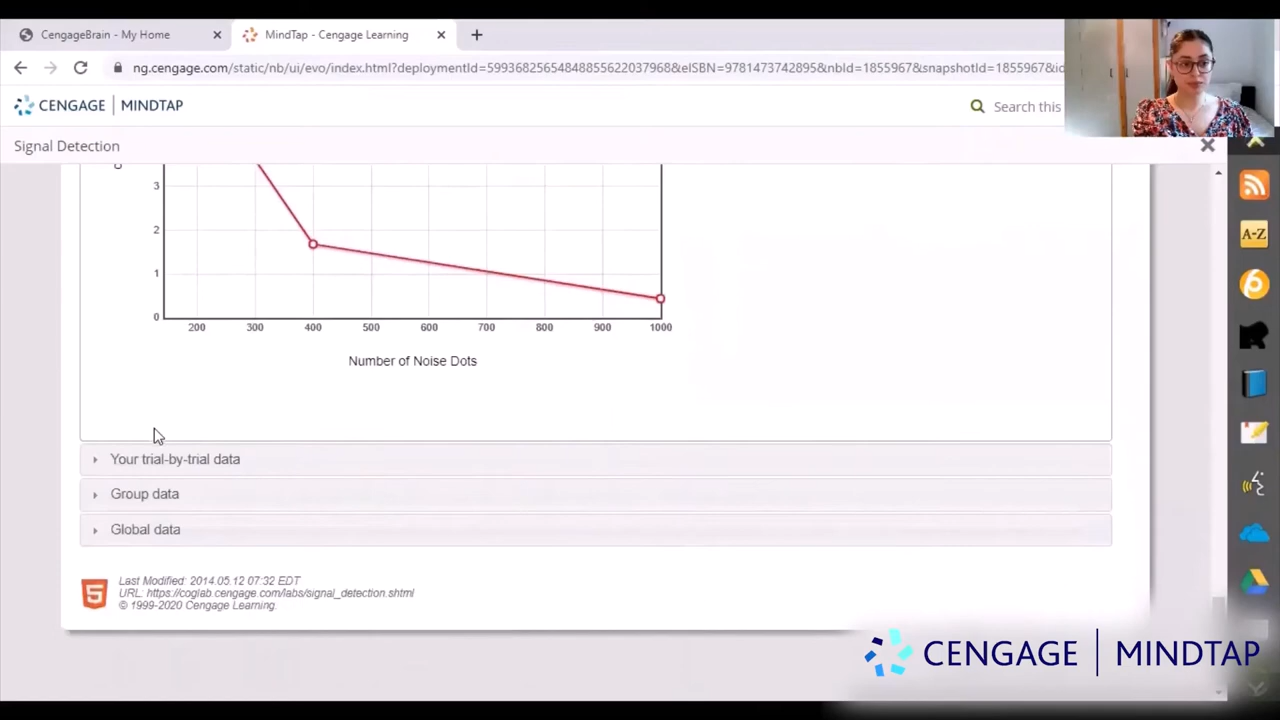 CengageBrain - My Home
MindTap - Cengage Learning
ng.cengage.com/static/nb/ui/evo/index.html?deploymentId=59396825654848855622037968&eISBN=9781473742895&nbId=1855967&snapshotId=1855967&id
CENGAGE | MINDTAP
Search this
Signal Detection
3
2
1
0
200 300 400 500 600 700 800 900 1000
Number of Noise Dots
Your trial-by-trial data
Group data
Global data
Last Modified: 2014.05.12 07:32 EDT
URL: https://coglab.cengage.com/labs/signal_detection.shtml
© 1999-2020 Cengage Learning.
A-Z
CENGAGE | MINDTAP